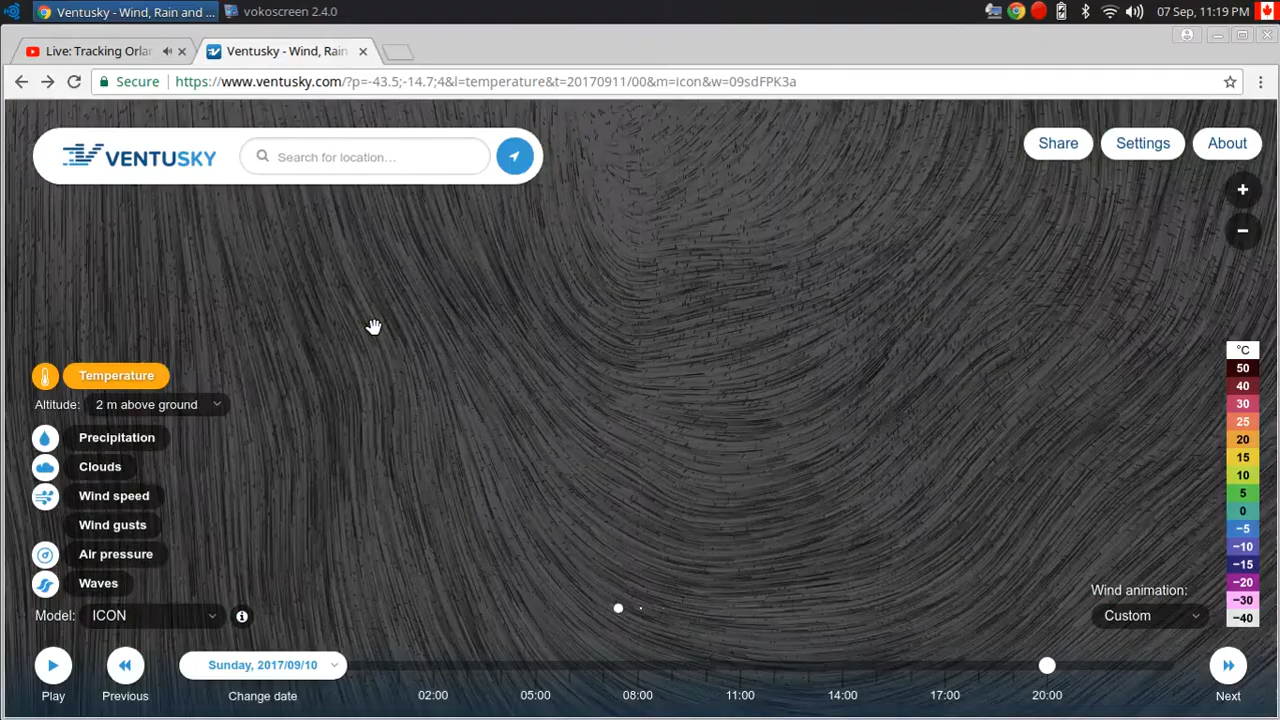 Ventusky - Wind, Rain and ...
vokoscreen 2.4.0
07 Sep, 11:19 PM
Live: Tracking Orla
Ventusky - Wind, Rain
Secure
https://www.ventusky.com/?p=-43.5;-14.7;4&l=temperature&t=20170911/00&m=icon&w=09sdFPK3a
VENTUSKY
Search for location...
Share
Settings
About
+
−
Temperature
Altitude: 2 m above ground
Precipitation
Clouds
Wind speed
Wind gusts
Air pressure
Waves
Model: ICON
°C
50
40
30
25
20
15
10
5
0
−5
−10
−15
−20
−30
−40
Wind animation:
Custom
Sunday, 2017/09/10
Play
Previous
Change date
02:00
05:00
08:00
11:00
14:00
17:00
20:00
Next